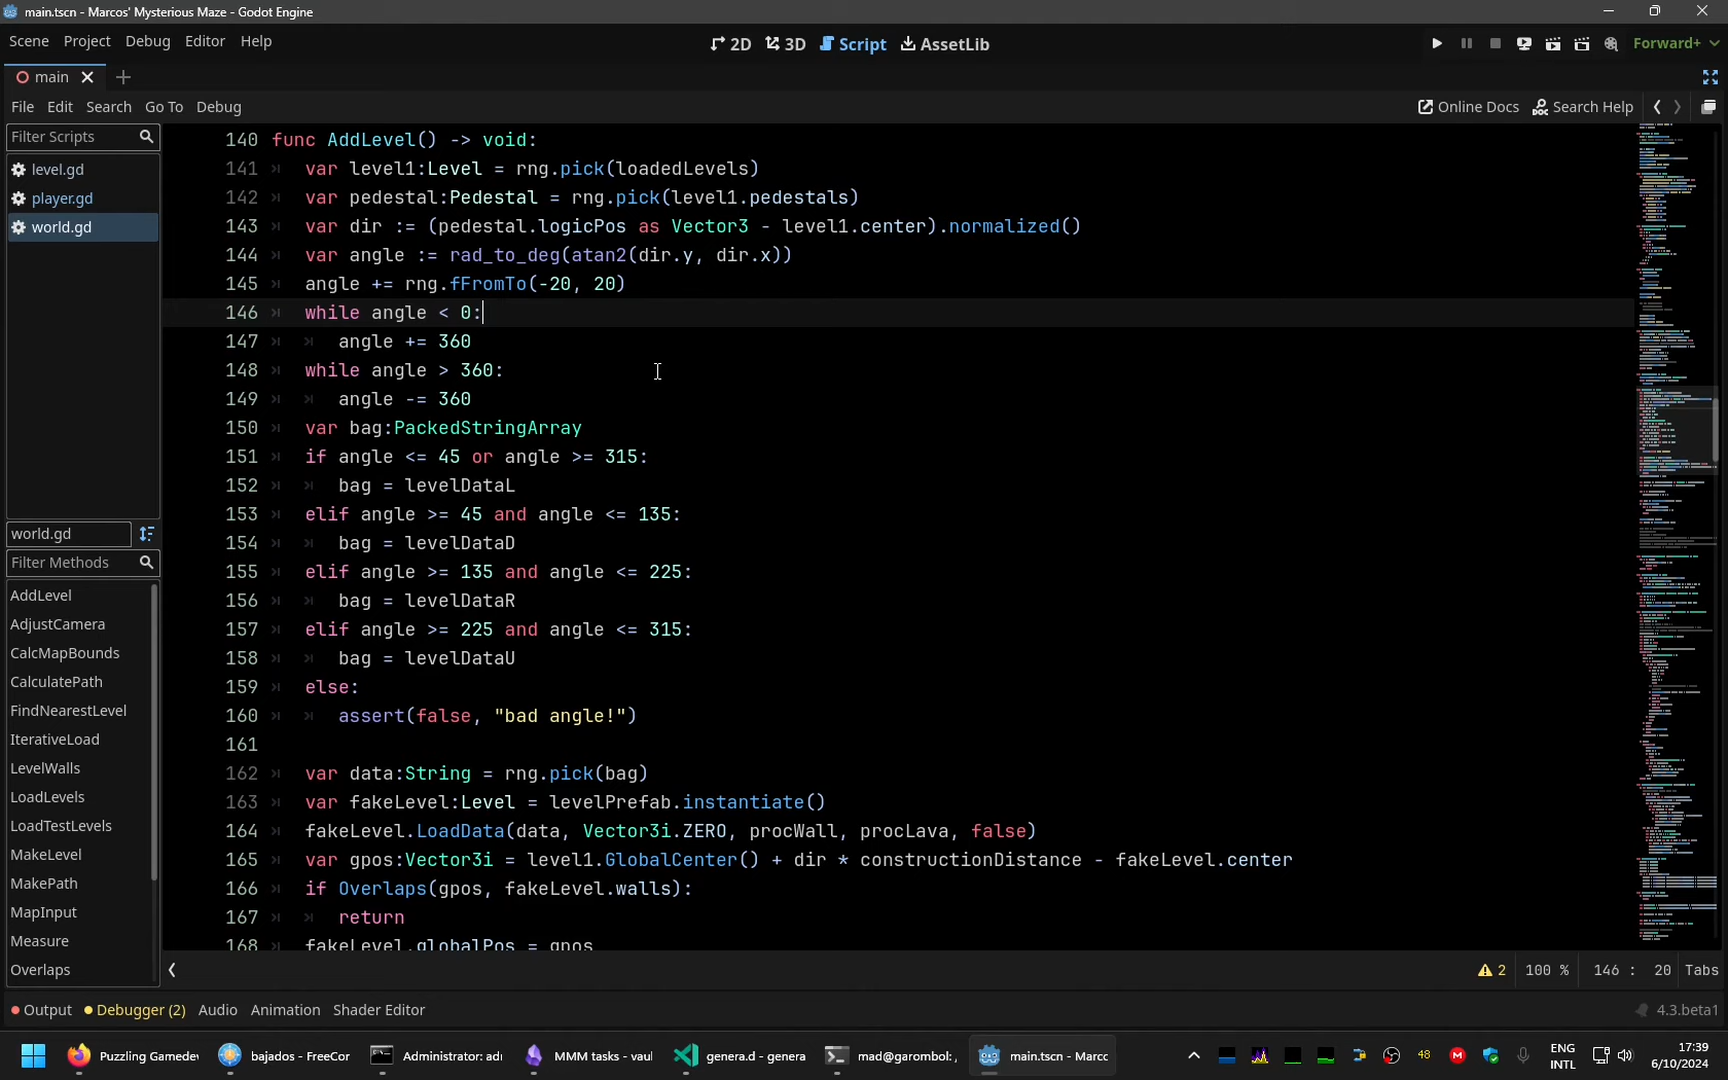 main.tscn - Marcos' Mysterious Maze - Godot Engine
Scene Project Debug Editor Help
2D 3D Script AssetLib
Forward+
main
File Edit Search Go To Debug
Online Docs Search Help
Filter Scripts
level.gd
player.gd
world.gd
world.gd
Filter Methods
AddLevel
AdjustCamera
CalcMapBounds
CalculatePath
FindNearestLevel
IterativeLoad
LevelWalls
LoadLevels
LoadTestLevels
MakeLevel
MakePath
MapInput
Measure
Overlaps
140 func AddLevel() -> void:
141 var level1:Level = rng.pick(loadedLevels)
142 var pedestal:Pedestal = rng.pick(level1.pedestals)
143 var dir := (pedestal.logicPos as Vector3 - level1.center).normalized()
144 var angle := rad_to_deg(atan2(dir.y, dir.x))
145 angle += rng.fFromTo(-20, 20)
146 while angle < 0:
147 angle += 360
148 while angle > 360:
149 angle -= 360
150 var bag:PackedStringArray
151 if angle <= 45 or angle >= 315:
152 bag = levelDataL
153 elif angle >= 45 and angle <= 135:
154 bag = levelDataD
155 elif angle >= 135 and angle <= 225:
156 bag = levelDataR
157 elif angle >= 225 and angle <= 315:
158 bag = levelDataU
159 else:
160 assert(false, "bad angle!")
161
162 var data:String = rng.pick(bag)
163 var fakeLevel:Level = levelPrefab.instantiate()
164 fakeLevel.LoadData(data, Vector3i.ZERO, procWall, procLava, false)
165 var gpos:Vector3i = level1.GlobalCenter() + dir * constructionDistance - fakeLevel.center
166 if Overlaps(gpos, fakeLevel.walls):
167 return
168 fakeLevel.globalPos = gpos
2 100 % 146 : 20 Tabs
Output Debugger (2) Audio Animation Shader Editor
4.3.beta1
Puzzling Gamedev
bajados - FreeCor
Administrator: adr
MMM tasks - vaul
genera.d - genera
mad@garombol:
main.tscn - Marcc
48
ENG
INTL
17:39
6/10/2024